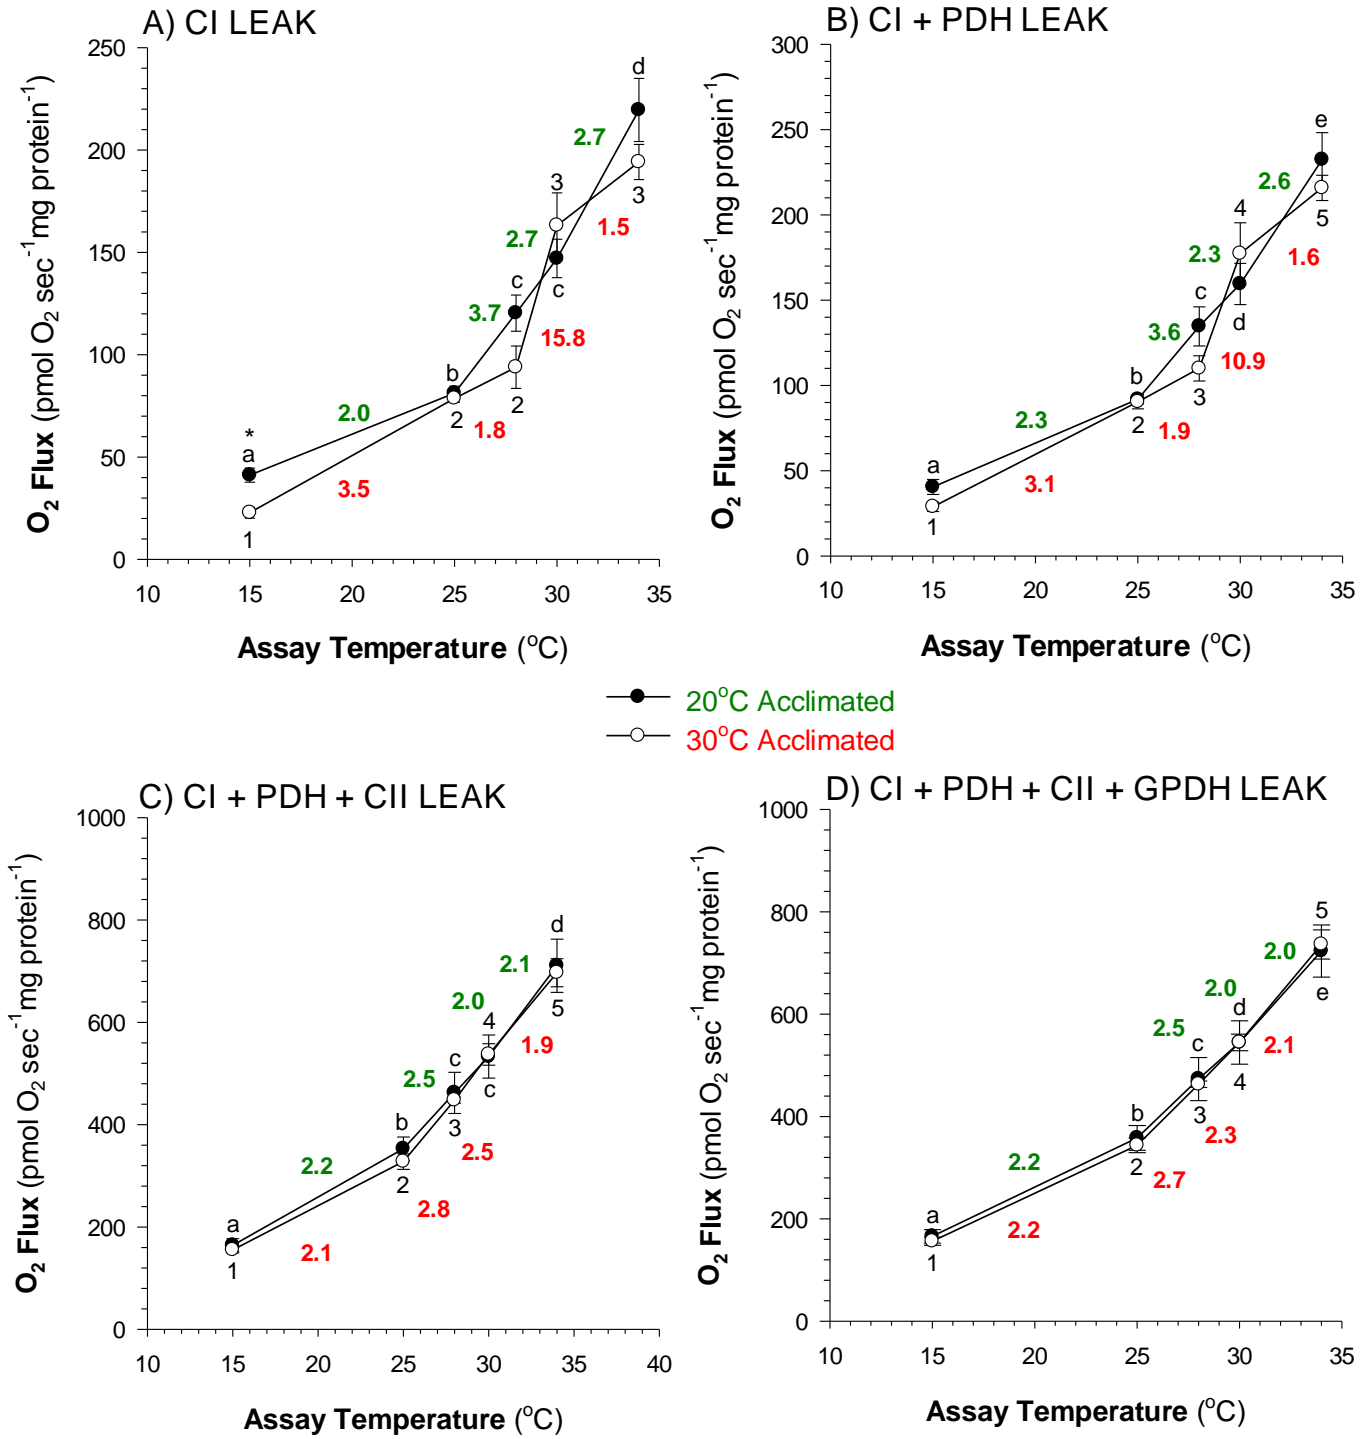 A) CI LEAK
O2 Flux (pmol O2 sec-1mg protein-1)
250
200
150
100
50
0
10 15 20 25 30 35
Assay Temperature (oC)
*
a
b
c
c
d
1
2
2
3
3
2.0
3.7
2.7
2.7
3.5
1.8
15.8
1.5
B) CI + PDH LEAK
O2 Flux (pmol O2 sec-1mg protein-1)
300
250
200
150
100
50
0
10 15 20 25 30 35
Assay Temperature (oC)
a
b
c
d
e
1
2
3
4
5
2.3
3.6
2.3
2.6
3.1
1.9
10.9
1.6
20oC Acclimated
30oC Acclimated
C) CI + PDH + CII LEAK
O2 Flux (pmol O2 sec-1mg protein-1)
1000
800
600
400
200
0
10 15 20 25 30 35 40
Assay Temperature (oC)
a
b
c
c
d
1
2
3
4
5
2.2
2.5
2.0
2.1
2.1
2.8
2.5
1.9
D) CI + PDH + CII + GPDH LEAK
O2 Flux (pmol O2 sec-1mg protein-1)
1000
800
600
400
200
0
10 15 20 25 30 35
Assay Temperature (oC)
a
b
c
d
e
1
2
3
4
5
2.2
2.5
2.0
2.0
2.2
2.7
2.3
2.1